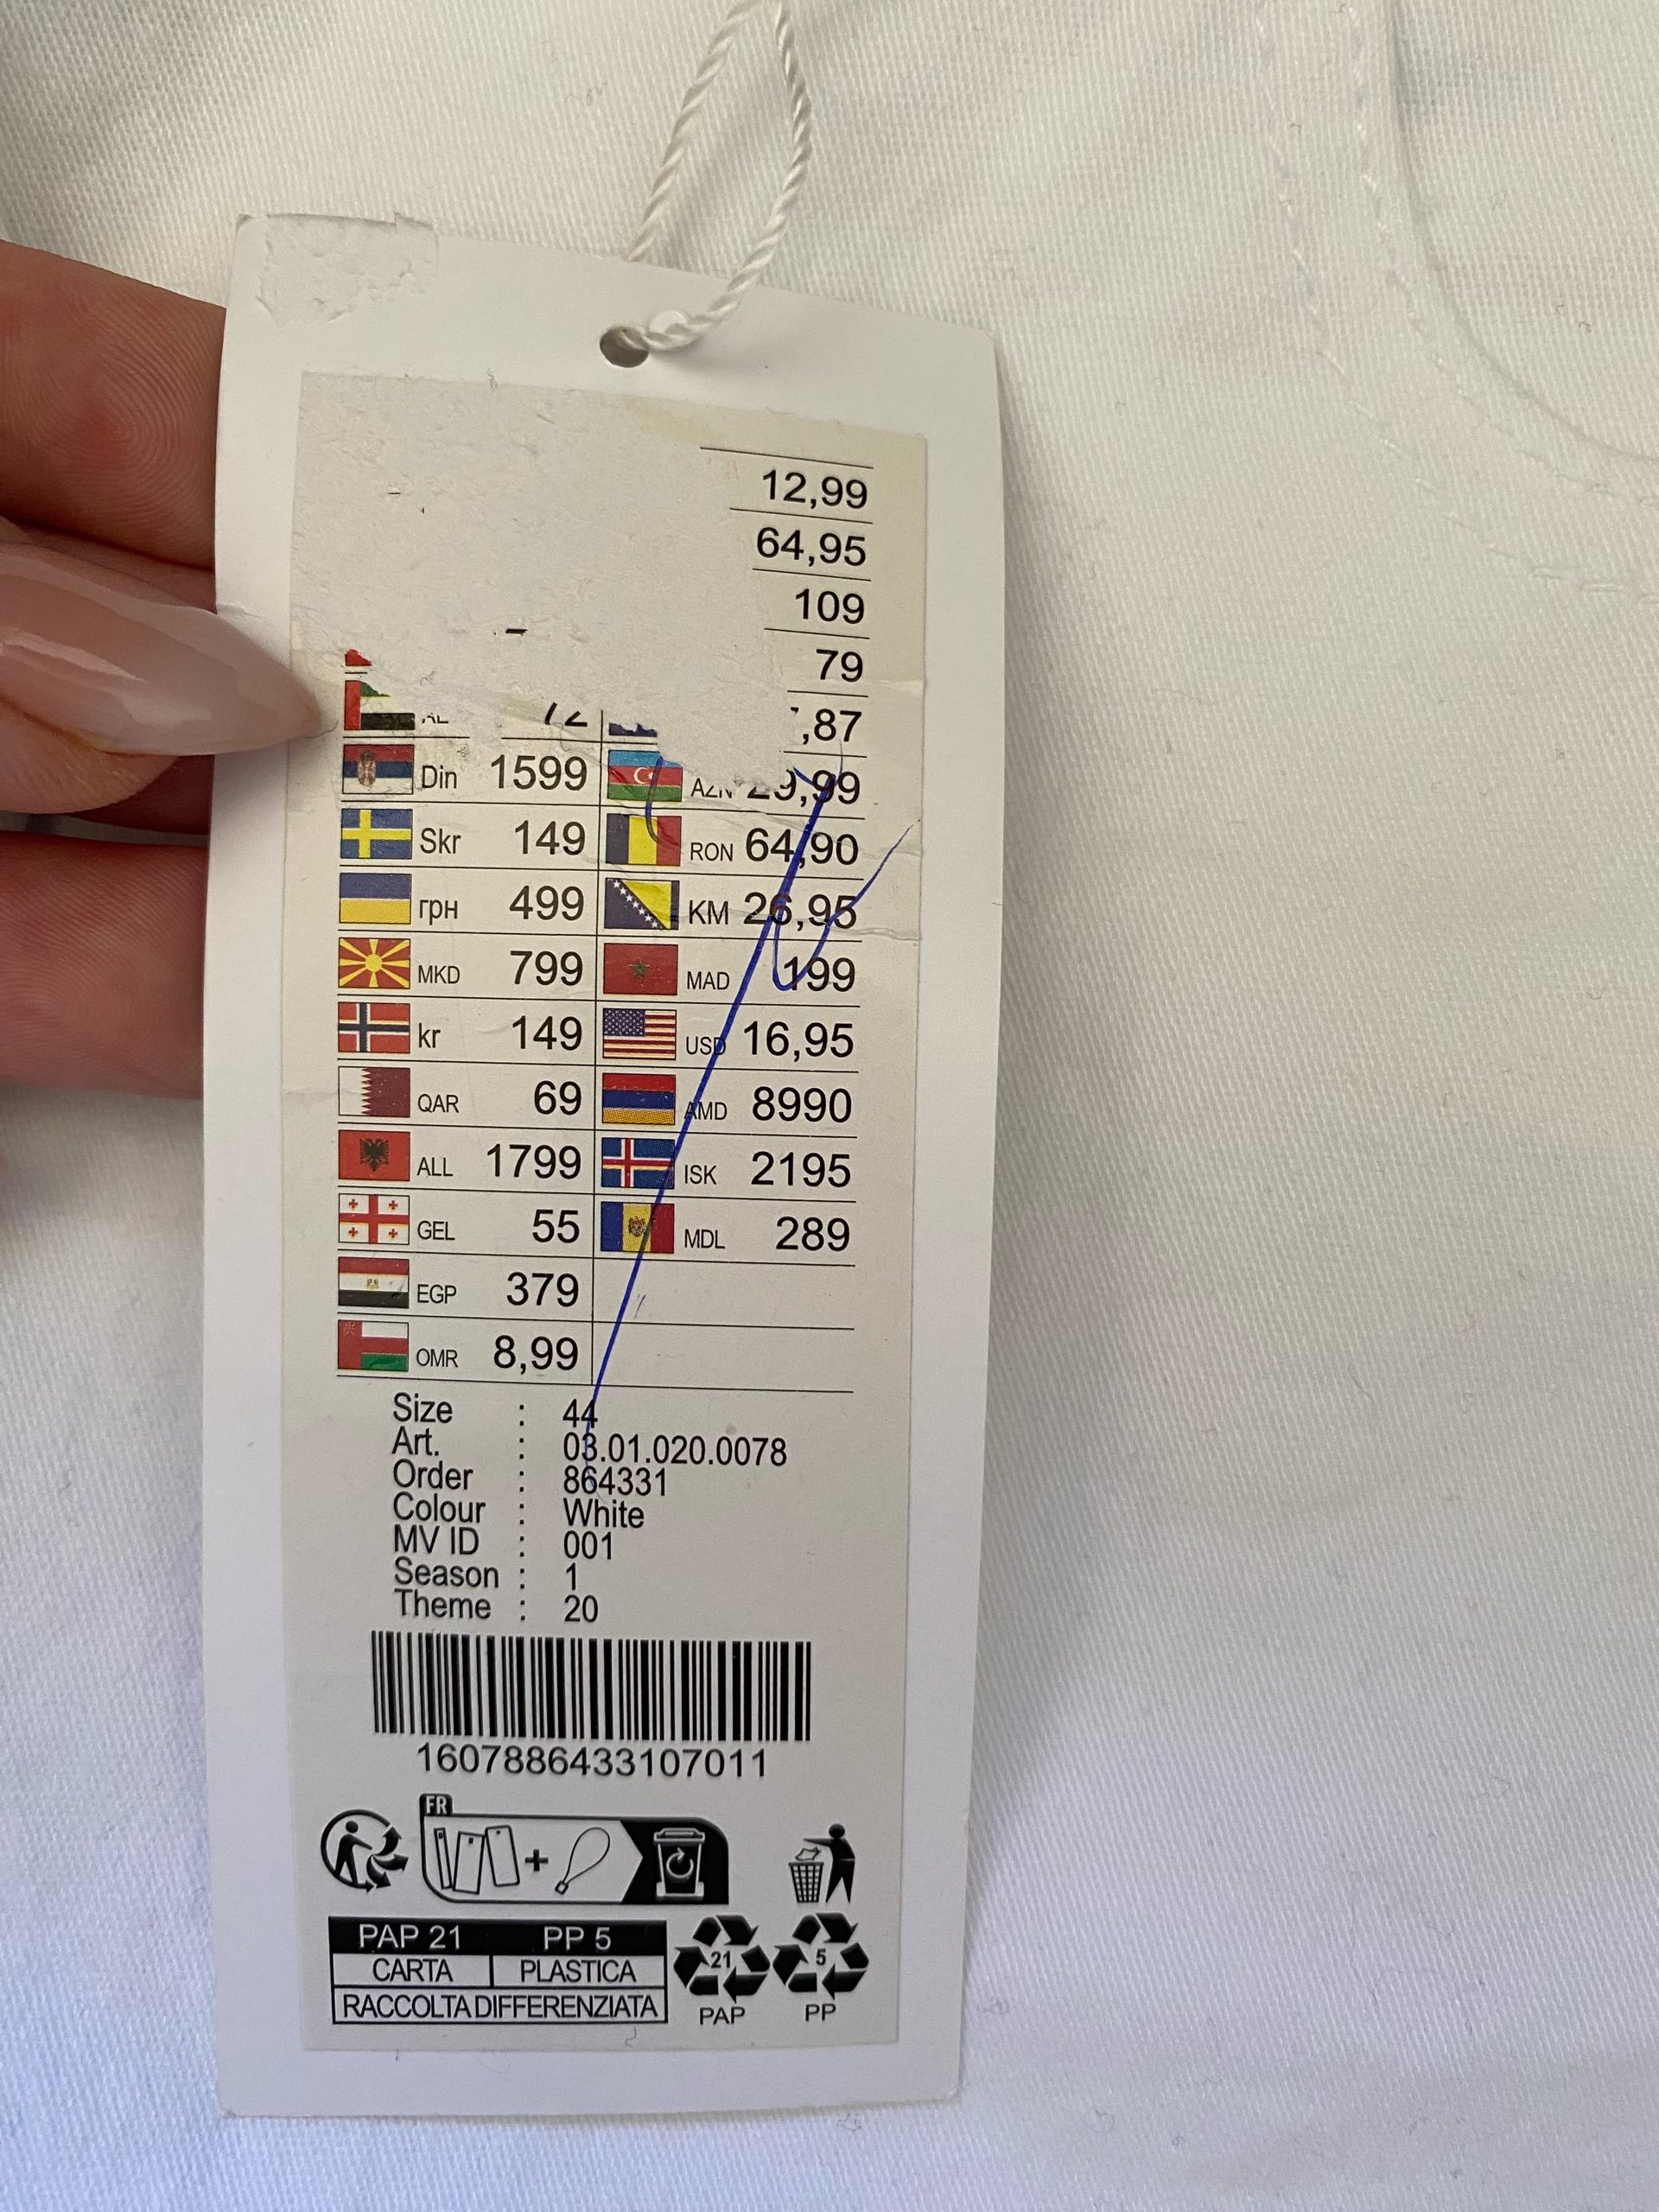 12,99
64,95
109
79
,87
9,99
Din 1599
Skr 149 RON 64,90
грн 499 KM 26,95
MKD 799 MAD 199
kr 149 USD 16,95
QAR 69 AMD 8990
ALL 1799 ISK 2195
GEL 55 MDL 289
EGP 379
OMR 8,99
Size : 44
Art. : 03.01.020.0078
Order : 864331
Colour : White
MV ID : 001
Season : 1
Theme : 20
1607886433107011
FR
PAP 21 PP 5
CARTA PLASTICA
RACCOLTA DIFFERENZIATA
21 5
PAP PP